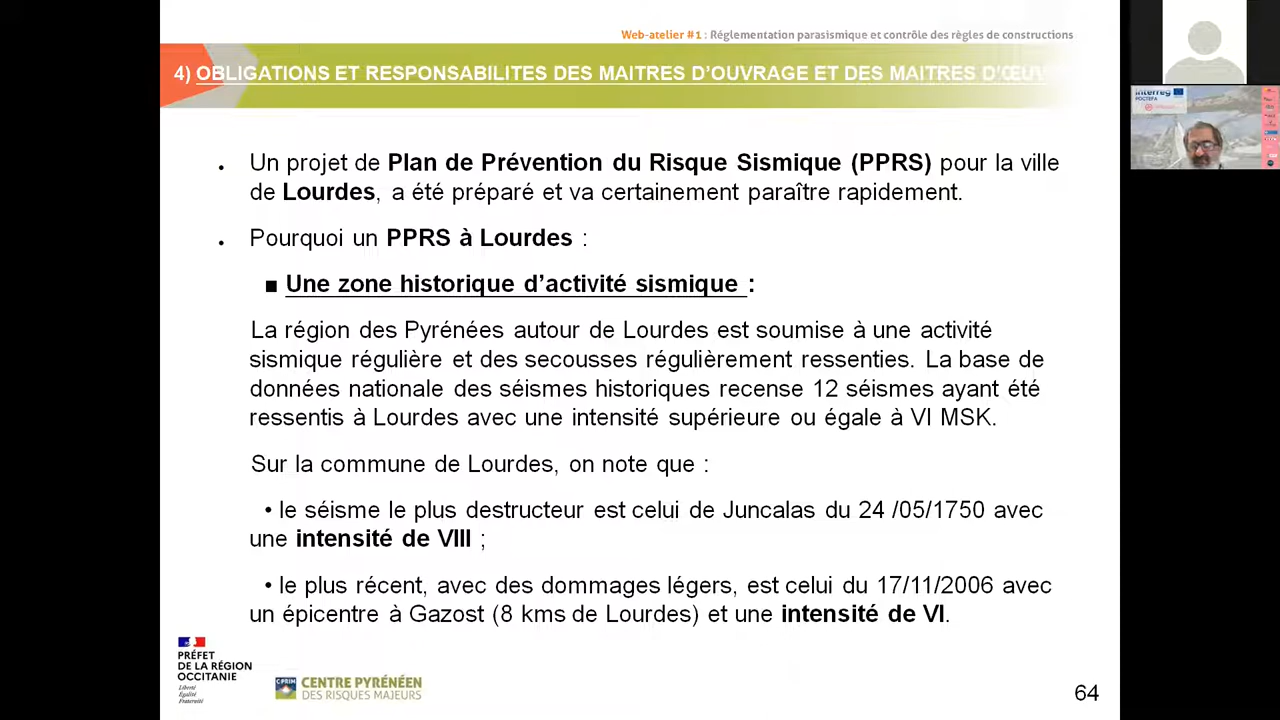 Web-atelier #1 : Réglementation parasismique et contrôle des règles de constructions
4) OBLIGATIONS ET RESPONSABILITES DES MAITRES D'OUVRAGE ET DES MAITRES D'ŒUV
• Un projet de Plan de Prévention du Risque Sismique (PPRS) pour la ville
de Lourdes, a été préparé et va certainement paraître rapidement.
• Pourquoi un PPRS à Lourdes :
■ Une zone historique d’activité sismique :
La région des Pyrénées autour de Lourdes est soumise à une activité
sismique régulière et des secousses régulièrement ressenties. La base de
données nationale des séismes historiques recense 12 séismes ayant été
ressentis à Lourdes avec une intensité supérieure ou égale à VI MSK.
Sur la commune de Lourdes, on note que :
• le séisme le plus destructeur est celui de Juncalas du 24 /05/1750 avec
une intensité de VIII ;
• le plus récent, avec des dommages légers, est celui du 17/11/2006 avec
un épicentre à Gazost (8 kms de Lourdes) et une intensité de VI.
PRÉFET
DE LA RÉGION
OCCITANIE
Liberté
Égalité
Fraternité
CPRIM
CENTRE PYRÉNÉEN
DES RISQUES MAJEURS
64
Interreg
POCTEFA